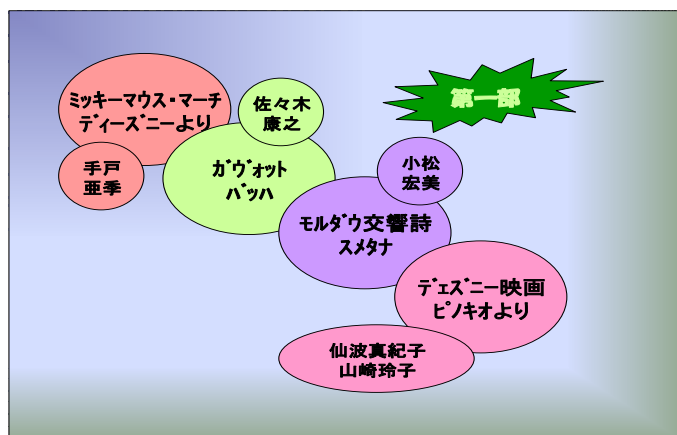 第一部
ミッキーマウス・マーチ
ディーズニーより
手戸
亜季
佐々木
康之
ガヴォット
バッハ
小松
宏美
モルダウ交響詩
スメタナ
デェズニー映画
ピノキオより
仙波真紀子
山崎玲子